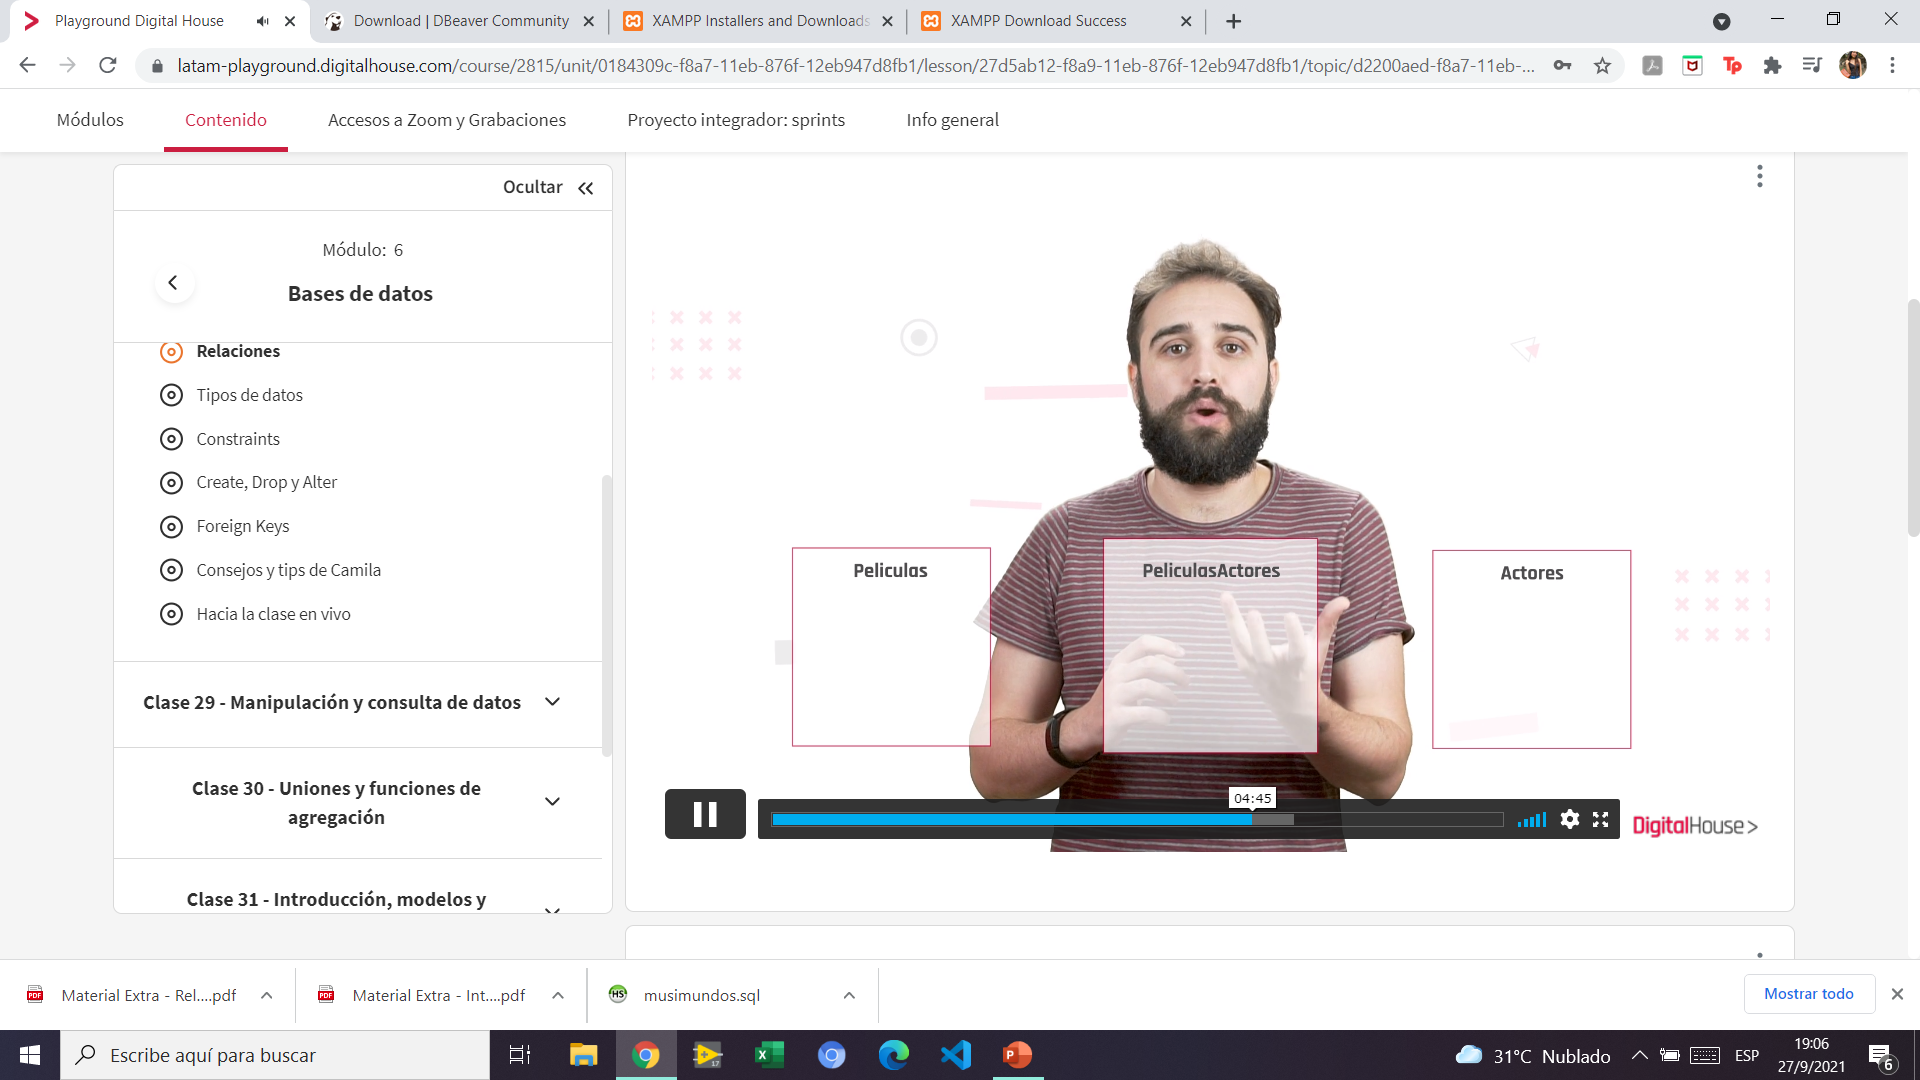 Playground Digital House
Download | DBeaver Community
XAMPP Installers and Downloads
XAMPP Download Success
latam-playground.digitalhouse.com/course/2815/unit/0184309c-f8a7-11eb-876f-12eb947d8fb1/lesson/27d5ab12-f8a9-11eb-876f-12eb947d8fb1/topic/d2200aed-f8a7-11eb-...
Tp
Módulos
Contenido
Accesos a Zoom y Grabaciones
Proyecto integrador: sprints
Info general
Ocultar
Módulo: 6
Bases de datos
Relaciones
Tipos de datos
Constraints
Create, Drop y Alter
Foreign Keys
Consejos y tips de Camila
Hacia la clase en vivo
Clase 29 - Manipulación y consulta de datos
Clase 30 - Uniones y funciones de
agregación
Clase 31 - Introducción, modelos y
Peliculas
PeliculasActores
Actores
04:45
DigitalHouse>
PDF
Material Extra - Rel....pdf
PDF
Material Extra - Int....pdf
HS
musimundos.sql
Mostrar todo
Escribe aquí para buscar
31°C Nublado
ESP
19:06
27/9/2021
6